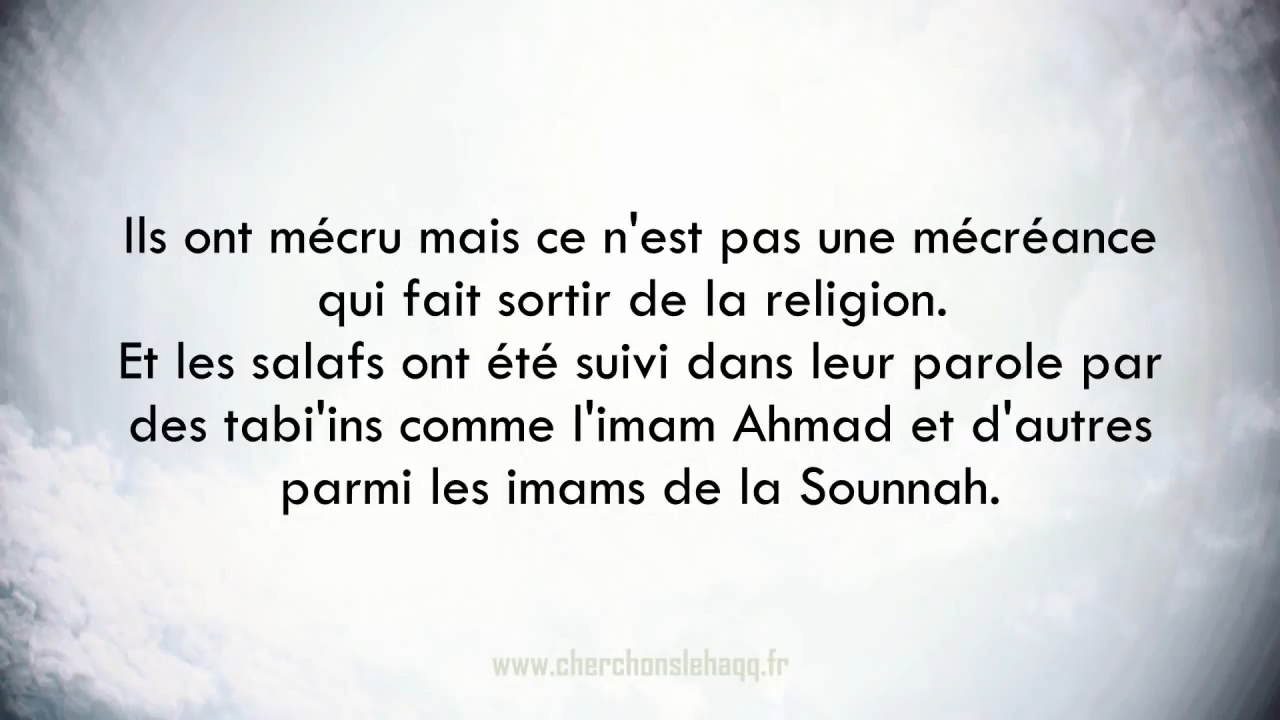 Ils ont mécru mais ce n'est pas une mécréance
qui fait sortir de la religion.
Et les salafs ont été suivi dans leur parole par
des tabi'ins comme l'imam Ahmad et d'autres
parmi les imams de la Sounnah.
www.cherchonslehaqq.fr